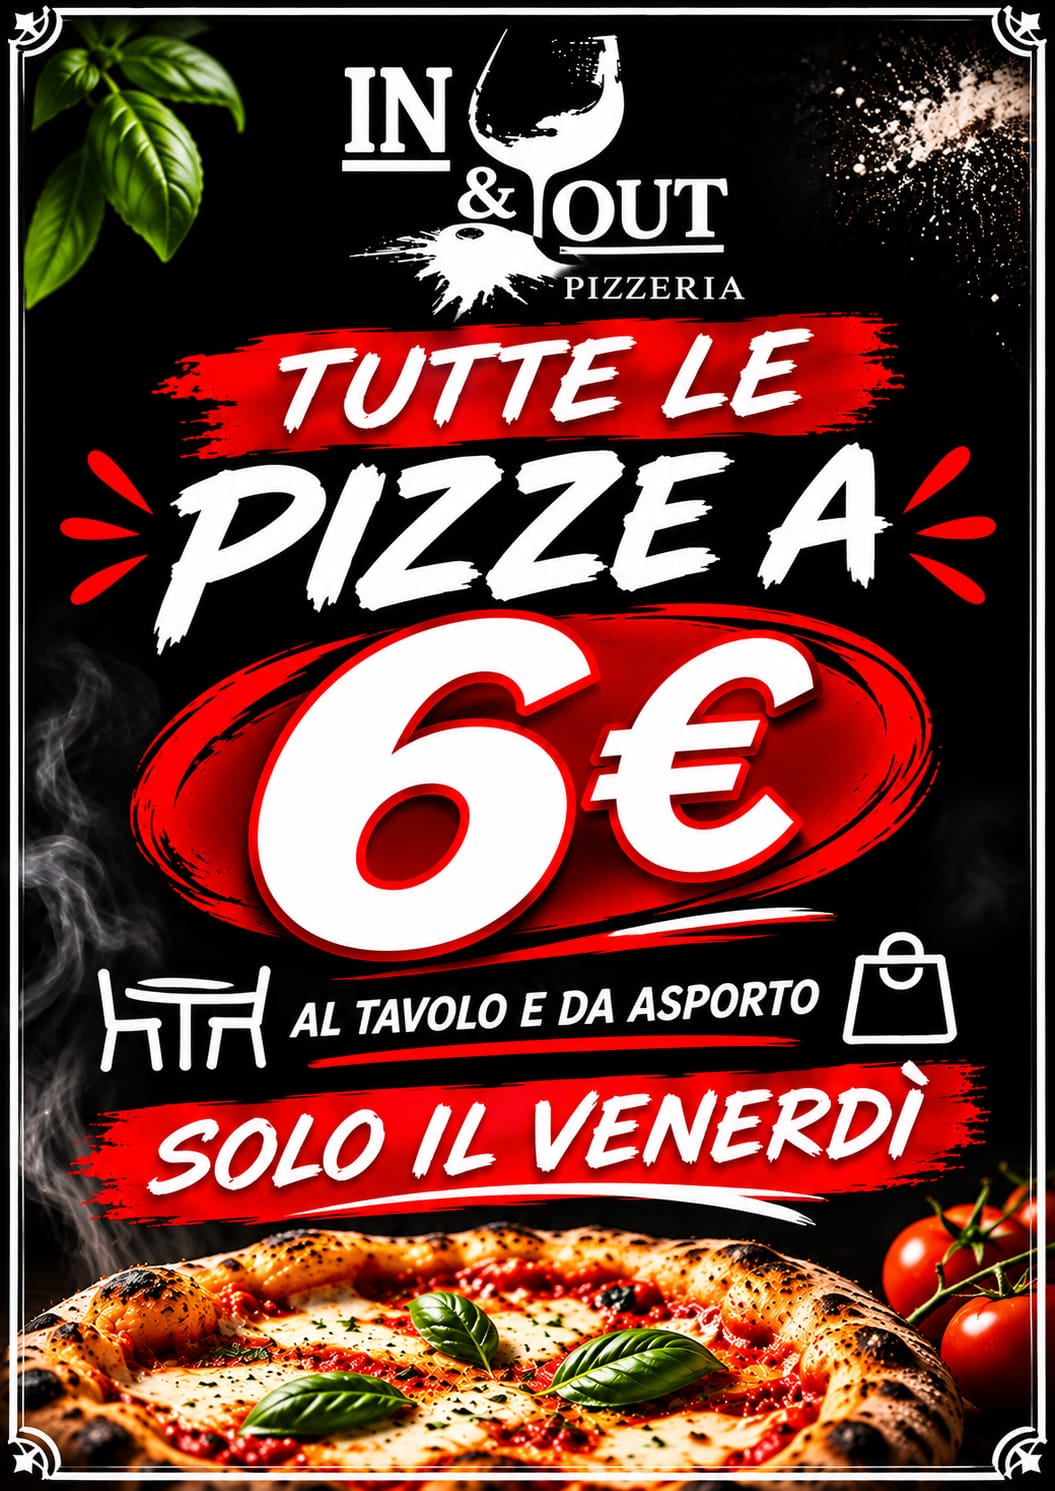 IN
& OUT
PIZZERIA
TUTTE LE
PIZZE A
6€
AL TAVOLO E DA ASPORTO
SOLO IL VENERDÌ